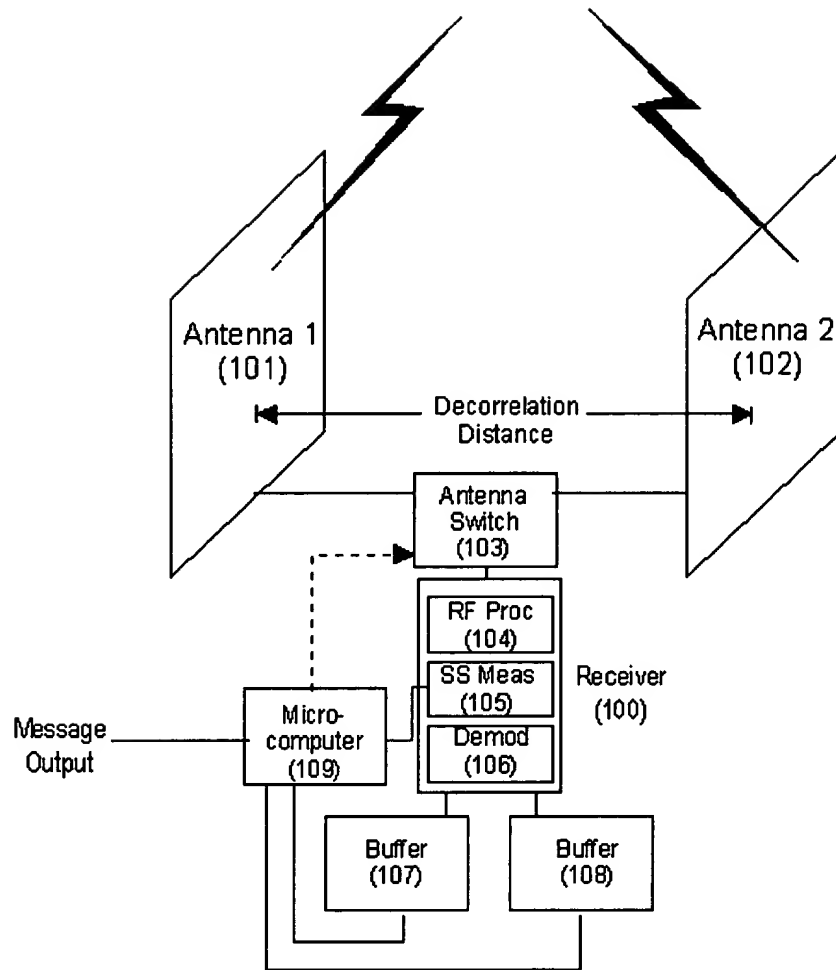 Antenna 1
(101)
Antenna 2
(102)
Decorrelation
Distance
Antenna
Switch
(103)
RF Proc
(104)
SS Meas
(105)
Demod
(106)
Receiver
(100)
Micro-
computer
(109)
Message
Output
Buffer
(107)
Buffer
(108)